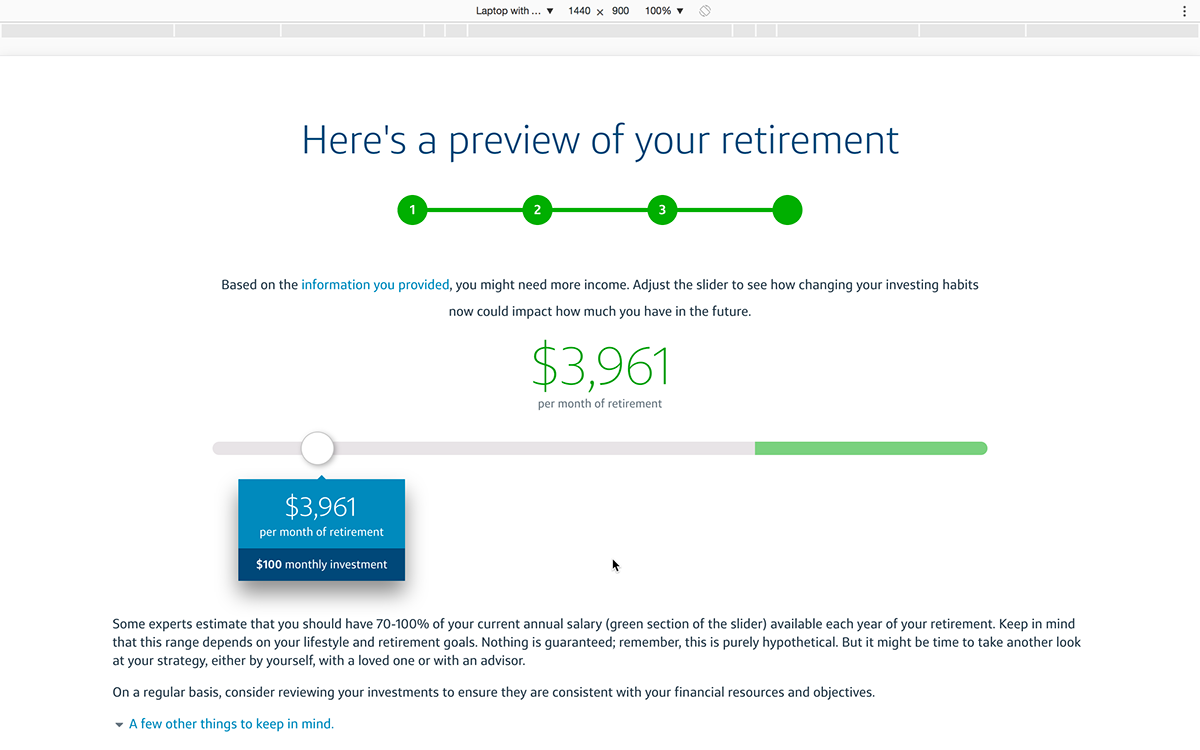 Laptop with ... ▼ 1440 × 900 100% ▼
Here's a preview of your retirement
1 2 3
Based on the information you provided, you might need more income. Adjust the slider to see how changing your investing habits
now could impact how much you have in the future.
$3,961
per month of retirement
$3,961
per month of retirement
$100 monthly investment
Some experts estimate that you should have 70-100% of your current annual salary (green section of the slider) available each year of your retirement. Keep in mind
that this range depends on your lifestyle and retirement goals. Nothing is guaranteed; remember, this is purely hypothetical. But it might be time to take another look
at your strategy, either by yourself, with a loved one or with an advisor.
On a regular basis, consider reviewing your investments to ensure they are consistent with your financial resources and objectives.
A few other things to keep in mind.